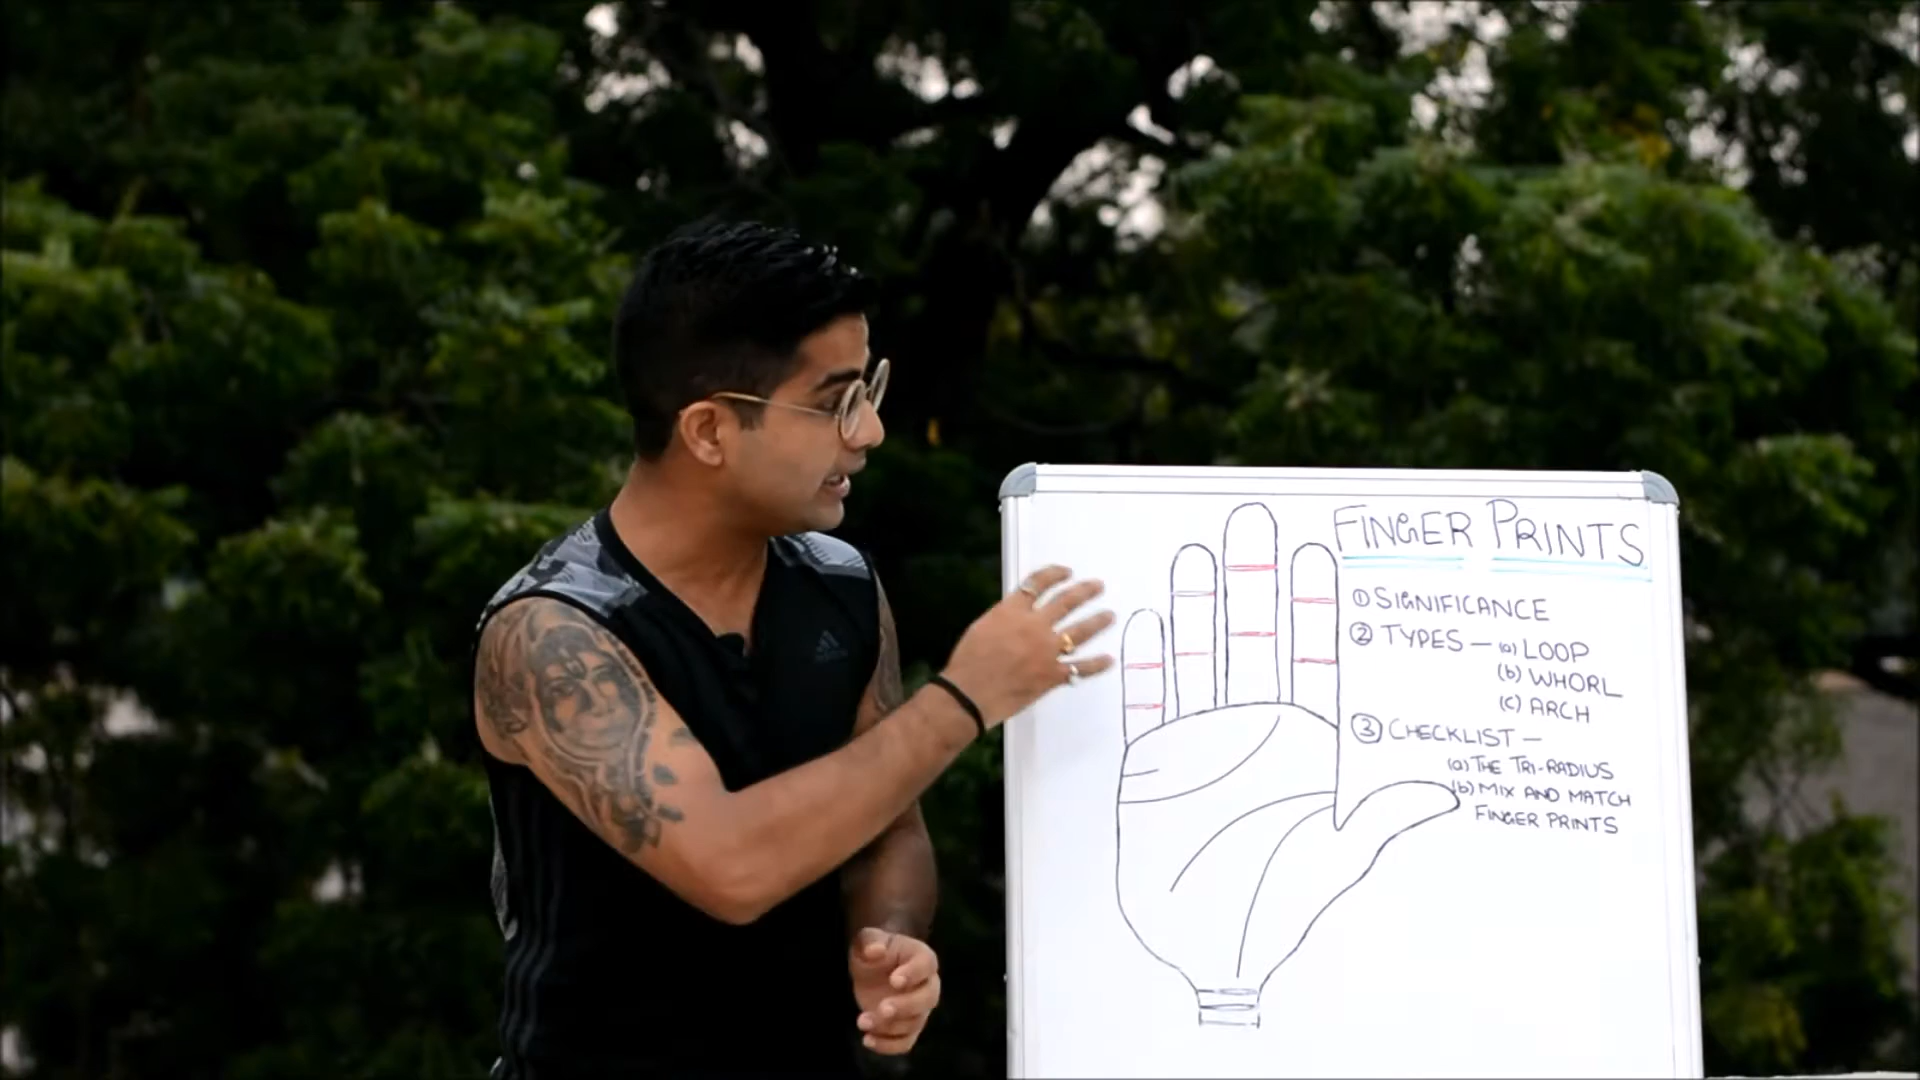 FINGER PRINTS
① SIGNIFICANCE
② TYPES — (a) LOOP
(b) WHORL
(c) ARCH
③ CHECKLIST —
(a) THE TRI-RADIUS
(b) MIX AND MATCH
FINGER PRINTS